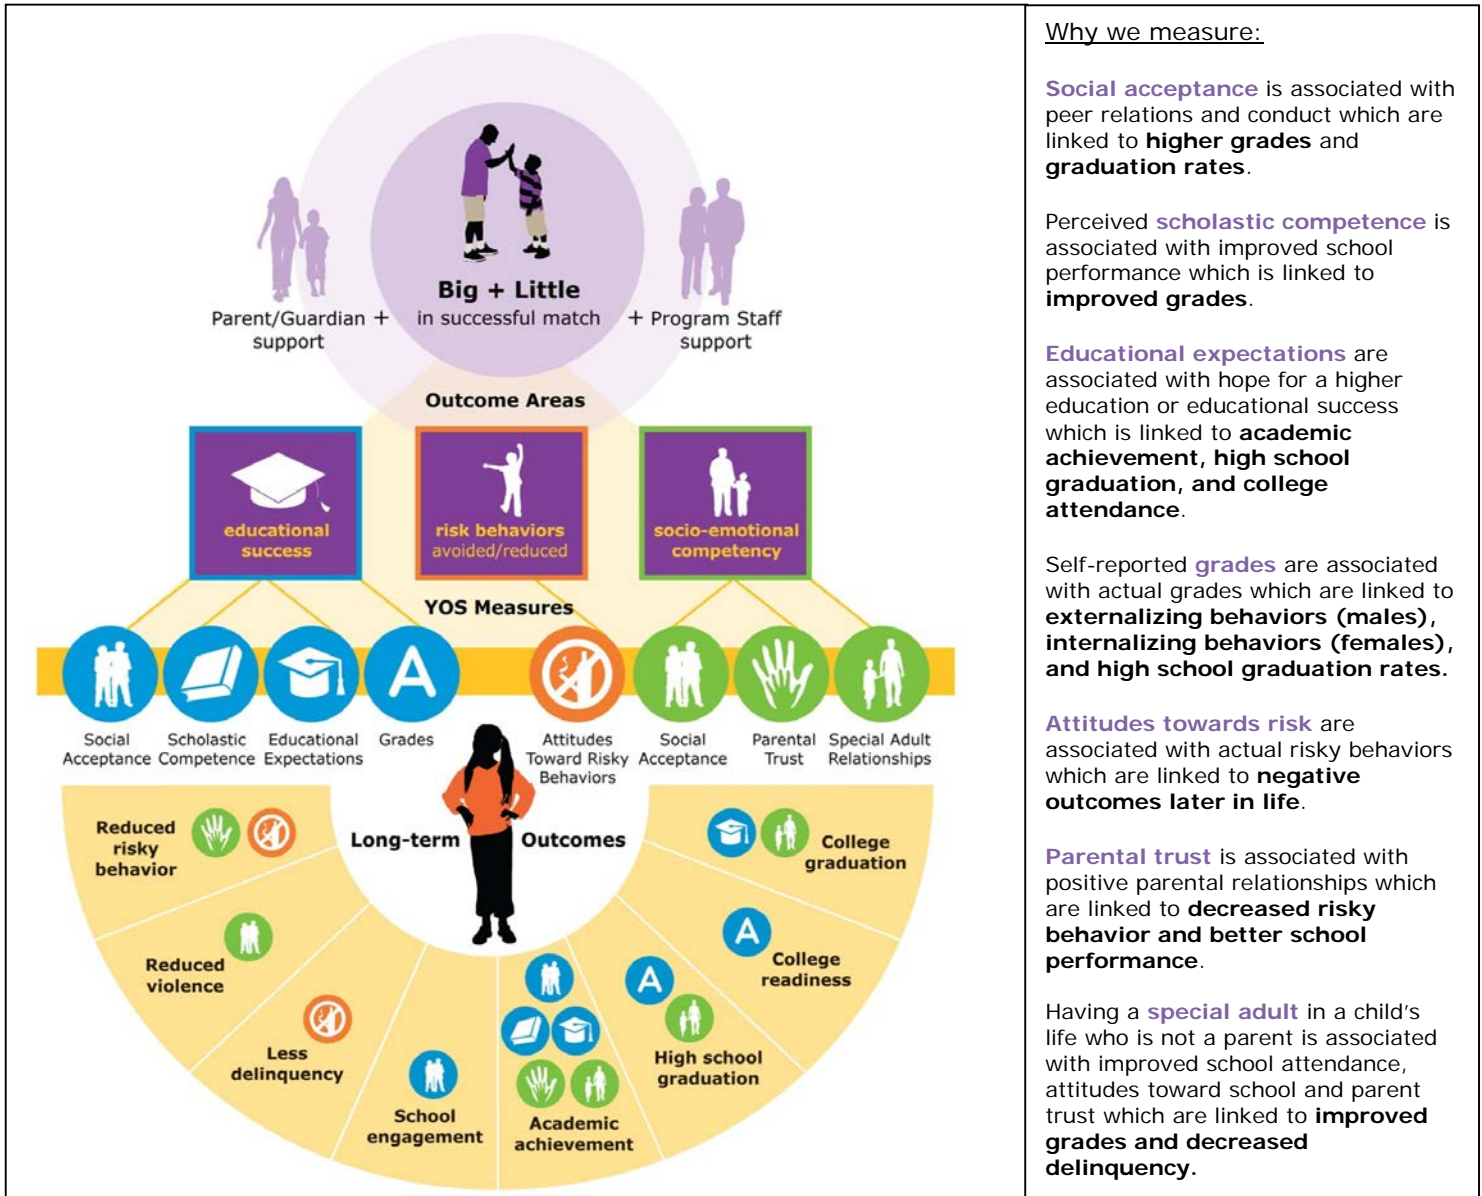 Big + Little
in successful match
Parent/Guardian +
support
+ Program Staff
support
Outcome Areas
educational
success
risk behaviors
avoided/reduced
socio-emotional
competency
YOS Measures
A
Social
Acceptance
Scholastic
Competence
Educational
Expectations
Grades
Attitudes
Toward Risky
Behaviors
Social
Acceptance
Parental
Trust
Special Adult
Relationships
Long-term
Outcomes
Reduced
risky
behavior
Reduced
violence
Less
delinquency
School
engagement
Academic
achievement
A
High school
graduation
A
College
readiness
College
graduation
Why we measure:
Social acceptance is associated with
peer relations and conduct which are
linked to higher grades and
graduation rates.
Perceived scholastic competence is
associated with improved school
performance which is linked to
improved grades.
Educational expectations are
associated with hope for a higher
education or educational success
which is linked to academic
achievement, high school
graduation, and college
attendance.
Self-reported grades are associated
with actual grades which are linked to
externalizing behaviors (males),
internalizing behaviors (females),
and high school graduation rates.
Attitudes towards risk are
associated with actual risky behaviors
which are linked to negative
outcomes later in life.
Parental trust is associated with
positive parental relationships which
are linked to decreased risky
behavior and better school
performance.
Having a special adult in a child's
life who is not a parent is associated
with improved school attendance,
attitudes toward school and parent
trust which are linked to improved
grades and decreased
delinquency.